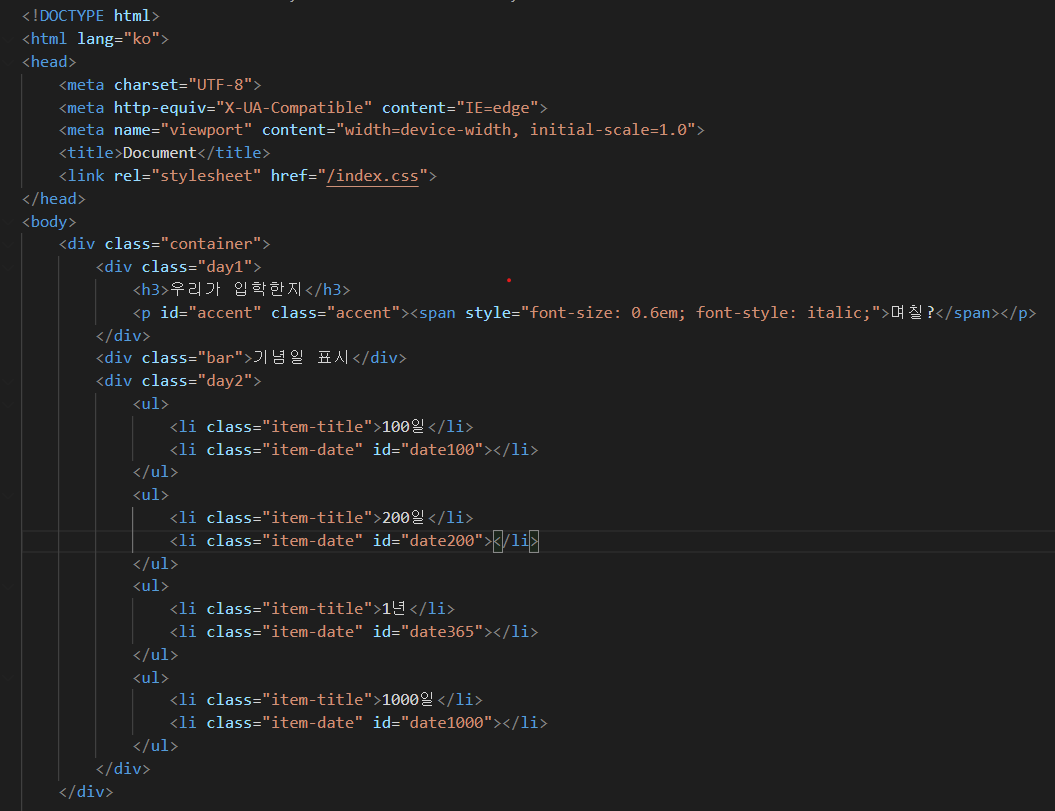 <!DOCTYPE html>
<html lang="ko">
<head>
    <meta charset="UTF-8">
    <meta http-equiv="X-UA-Compatible" content="IE=edge">
    <meta name="viewport" content="width=device-width, initial-scale=1.0">
    <title>Document</title>
    <link rel="stylesheet" href="/index.css">
</head>
<body>
    <div class="container">
        <div class="day1">
            <h3>우리가 입학한지</h3>
            <p id="accent" class="accent"><span style="font-size: 0.6em; font-style: italic;">며칠?</span></p>
        </div>
        <div class="bar">기념일 표시</div>
        <div class="day2">
            <ul>
                <li class="item-title">100일</li>
                <li class="item-date" id="date100"></li>
            </ul>
            <ul>
                <li class="item-title">200일</li>
                <li class="item-date" id="date200"></li>
            </ul>
            <ul>
                <li class="item-title">1년</li>
                <li class="item-date" id="date365"></li>
            </ul>
            <ul>
                <li class="item-title">1000일</li>
                <li class="item-date" id="date1000"></li>
            </ul>
        </div>
    </div>